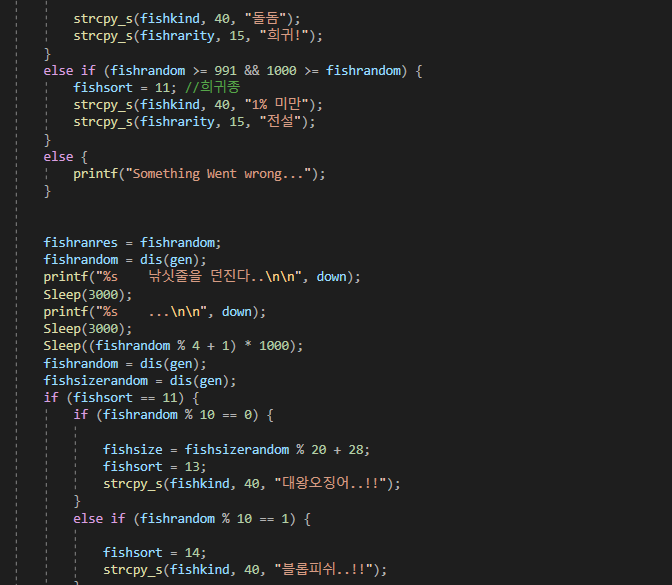 strcpy_s(fishkind, 40, "돌돔");
strcpy_s(fishrarity, 15, "희귀!");
}
else if (fishrandom >= 991 && 1000 >= fishrandom) {
fishsort = 11; //희귀종
strcpy_s(fishkind, 40, "1% 미만");
strcpy_s(fishrarity, 15, "전설");
}
else {
printf("Something Went wrong...");
}
fishranres = fishrandom;
fishrandom = dis(gen);
printf("%s    낚싯줄을 던진다..\n\n", down);
Sleep(3000);
printf("%s    ...\n\n", down);
Sleep(3000);
Sleep((fishrandom % 4 + 1) * 1000);
fishrandom = dis(gen);
fishsizerandom = dis(gen);
if (fishsort == 11) {
if (fishrandom % 10 == 0) {
fishsize = fishsizerandom % 20 + 28;
fishsort = 13;
strcpy_s(fishkind, 40, "대왕오징어..!!");
}
else if (fishrandom % 10 == 1) {
fishsort = 14;
strcpy_s(fishkind, 40, "블롭피쉬..!!");
}